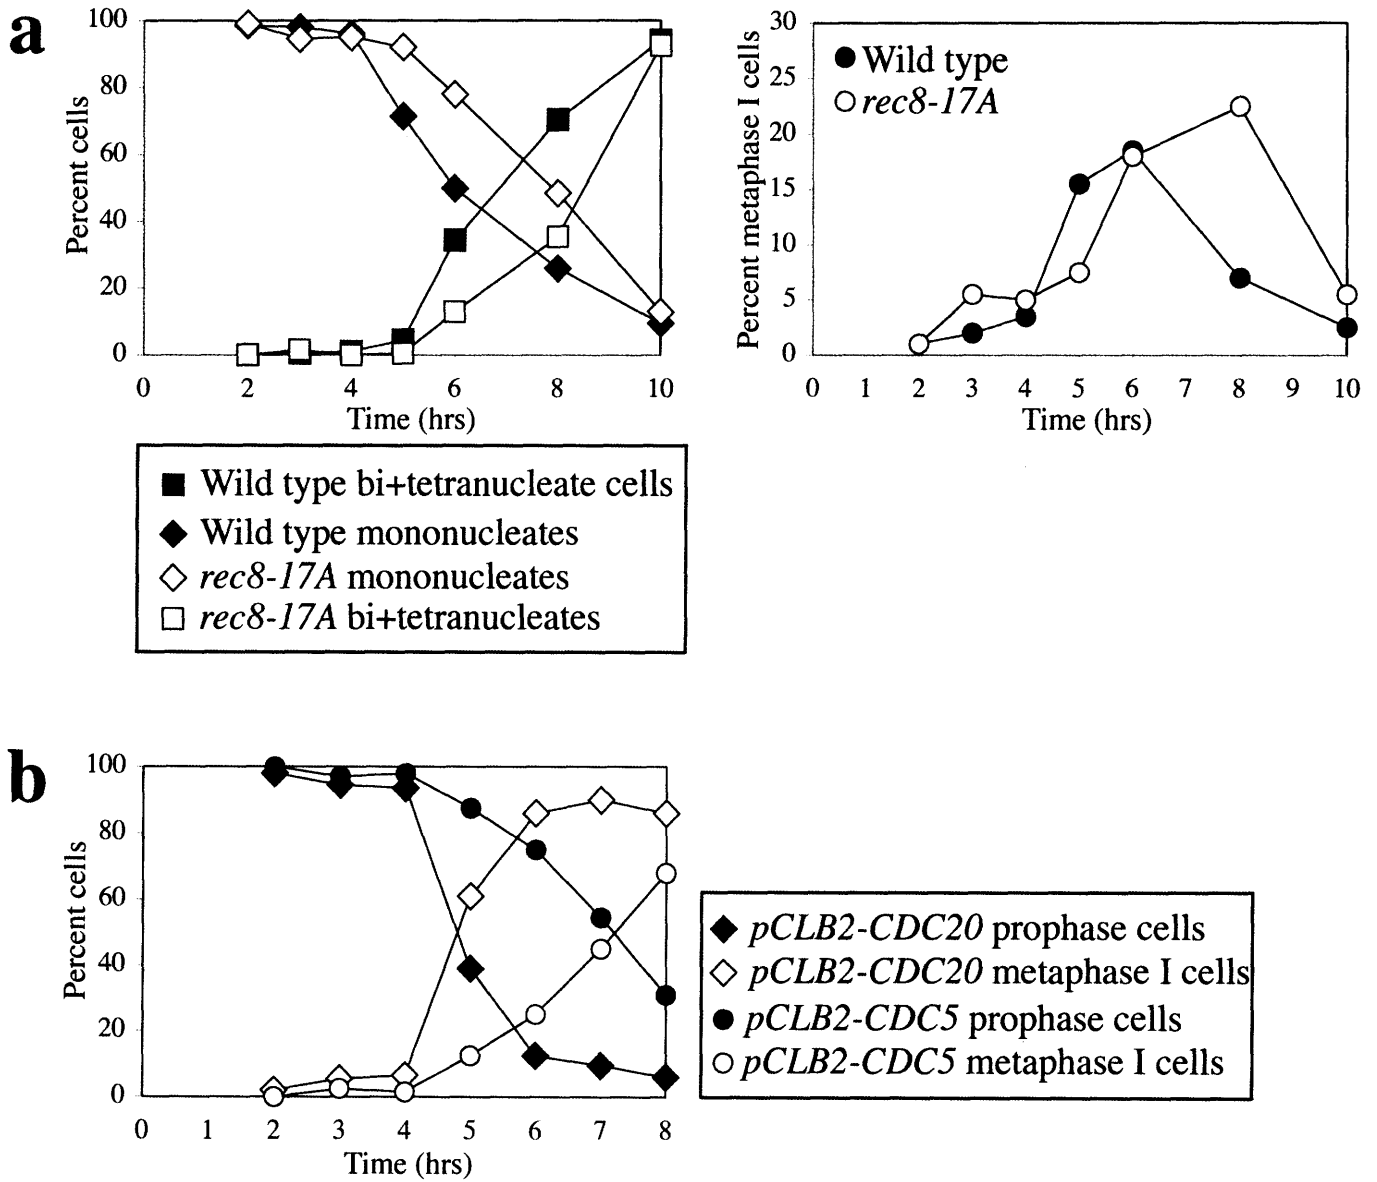 a
100
80
60
40
20
0
Percent cells
0 2 4 6 8 10
Time (hrs)
30
25
20
15
10
5
0
Percent metaphase I cells
Wild type
rec8-17A
0 1 2 3 4 5 6 7 8 9 10
Time (hrs)
Wild type bi+tetranucleate cells
Wild type mononucleates
rec8-17A mononucleates
rec8-17A bi+tetranucleates
b
100
80
60
40
20
0
Percent cells
0 1 2 3 4 5 6 7 8
Time (hrs)
pCLB2-CDC20 prophase cells
pCLB2-CDC20 metaphase I cells
pCLB2-CDC5 prophase cells
pCLB2-CDC5 metaphase I cells